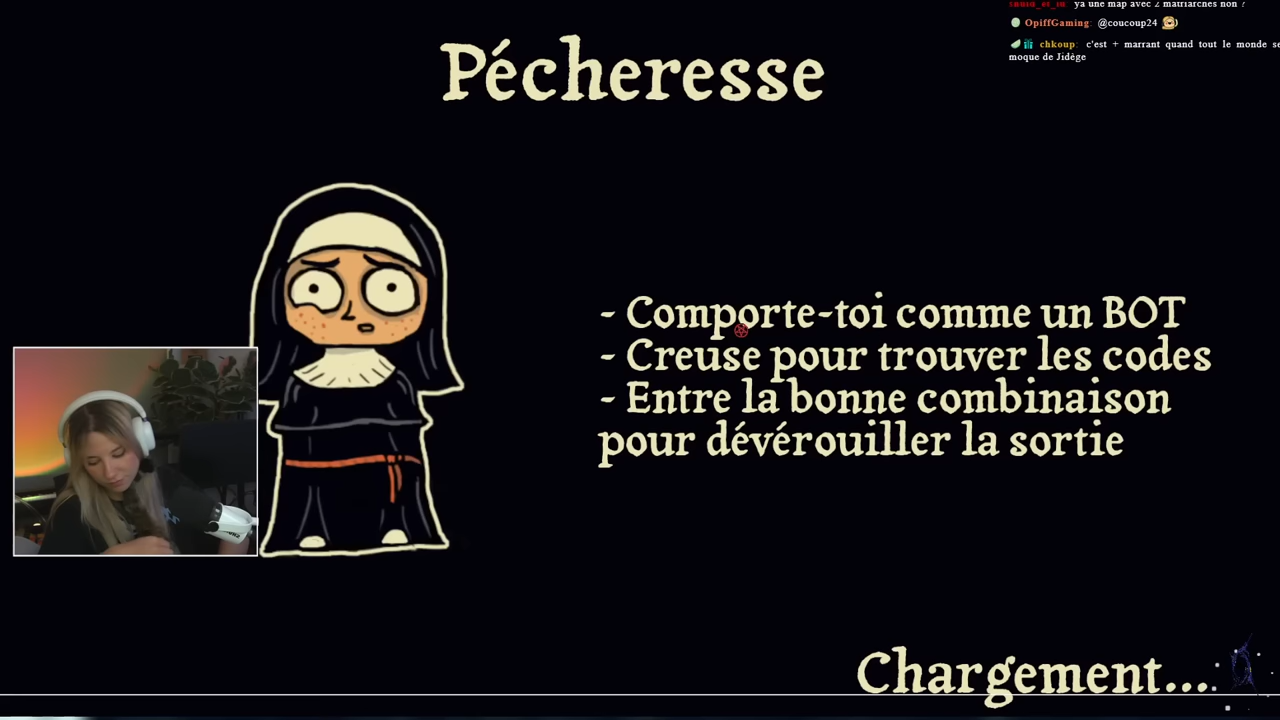 ya une map avec 2 matriarches non ?
OpiffGaming: @coucoup24
chkoup: c'est + marrant quand tout le monde se
moque de Jidège
Pécheresse
- Comporte-toi comme un BOT
- Creuse pour trouver les codes
- Entre la bonne combinaison
pour dévérouiller la sortie
Chargement...